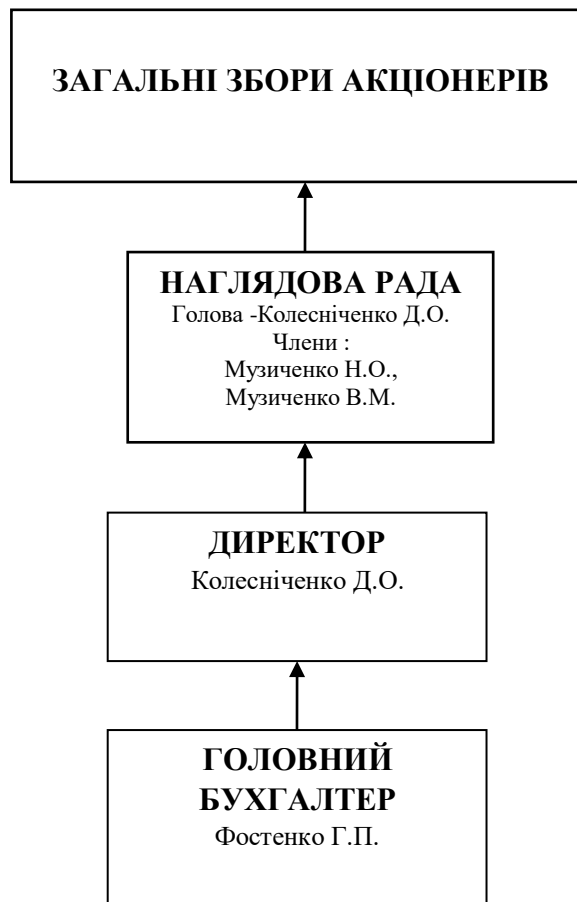 ЗАГАЛЬНІ ЗБОРИ АКЦІОНЕРІВ
НАГЛЯДОВА РАДА
Голова -Колесніченко Д.О.
Члени :
Музиченко Н.О.,
Музиченко В.М.
ДИРЕКТОР
Колесніченко Д.О.
ГОЛОВНИЙ
БУХГАЛТЕР
Фостенко Г.П.